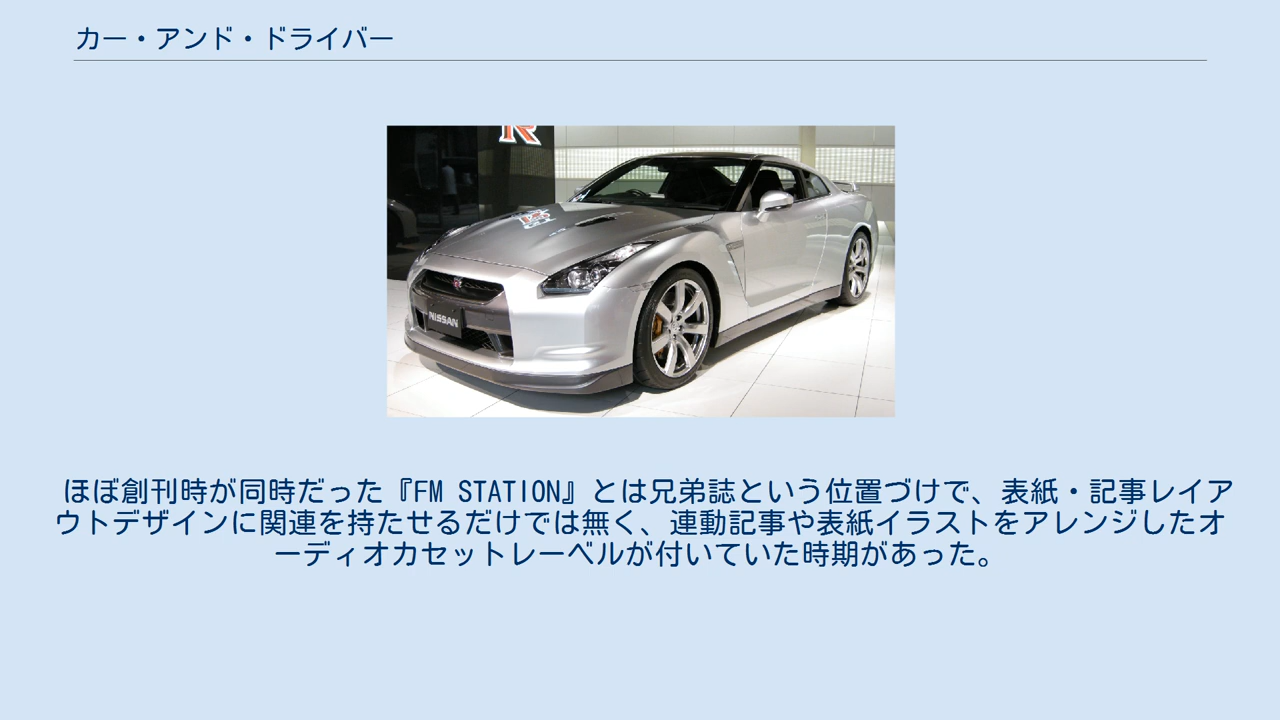 カー・アンド・ドライバー
R
NISSAN
ほぼ創刊時が同時だった『FM STATION』とは兄弟誌という位置づけで、表紙・記事レイア
ウトデザインに関連を持たせるだけでは無く、連動記事や表紙イラストをアレンジしたオ
ーディオカセットレーベルが付いていた時期があった。